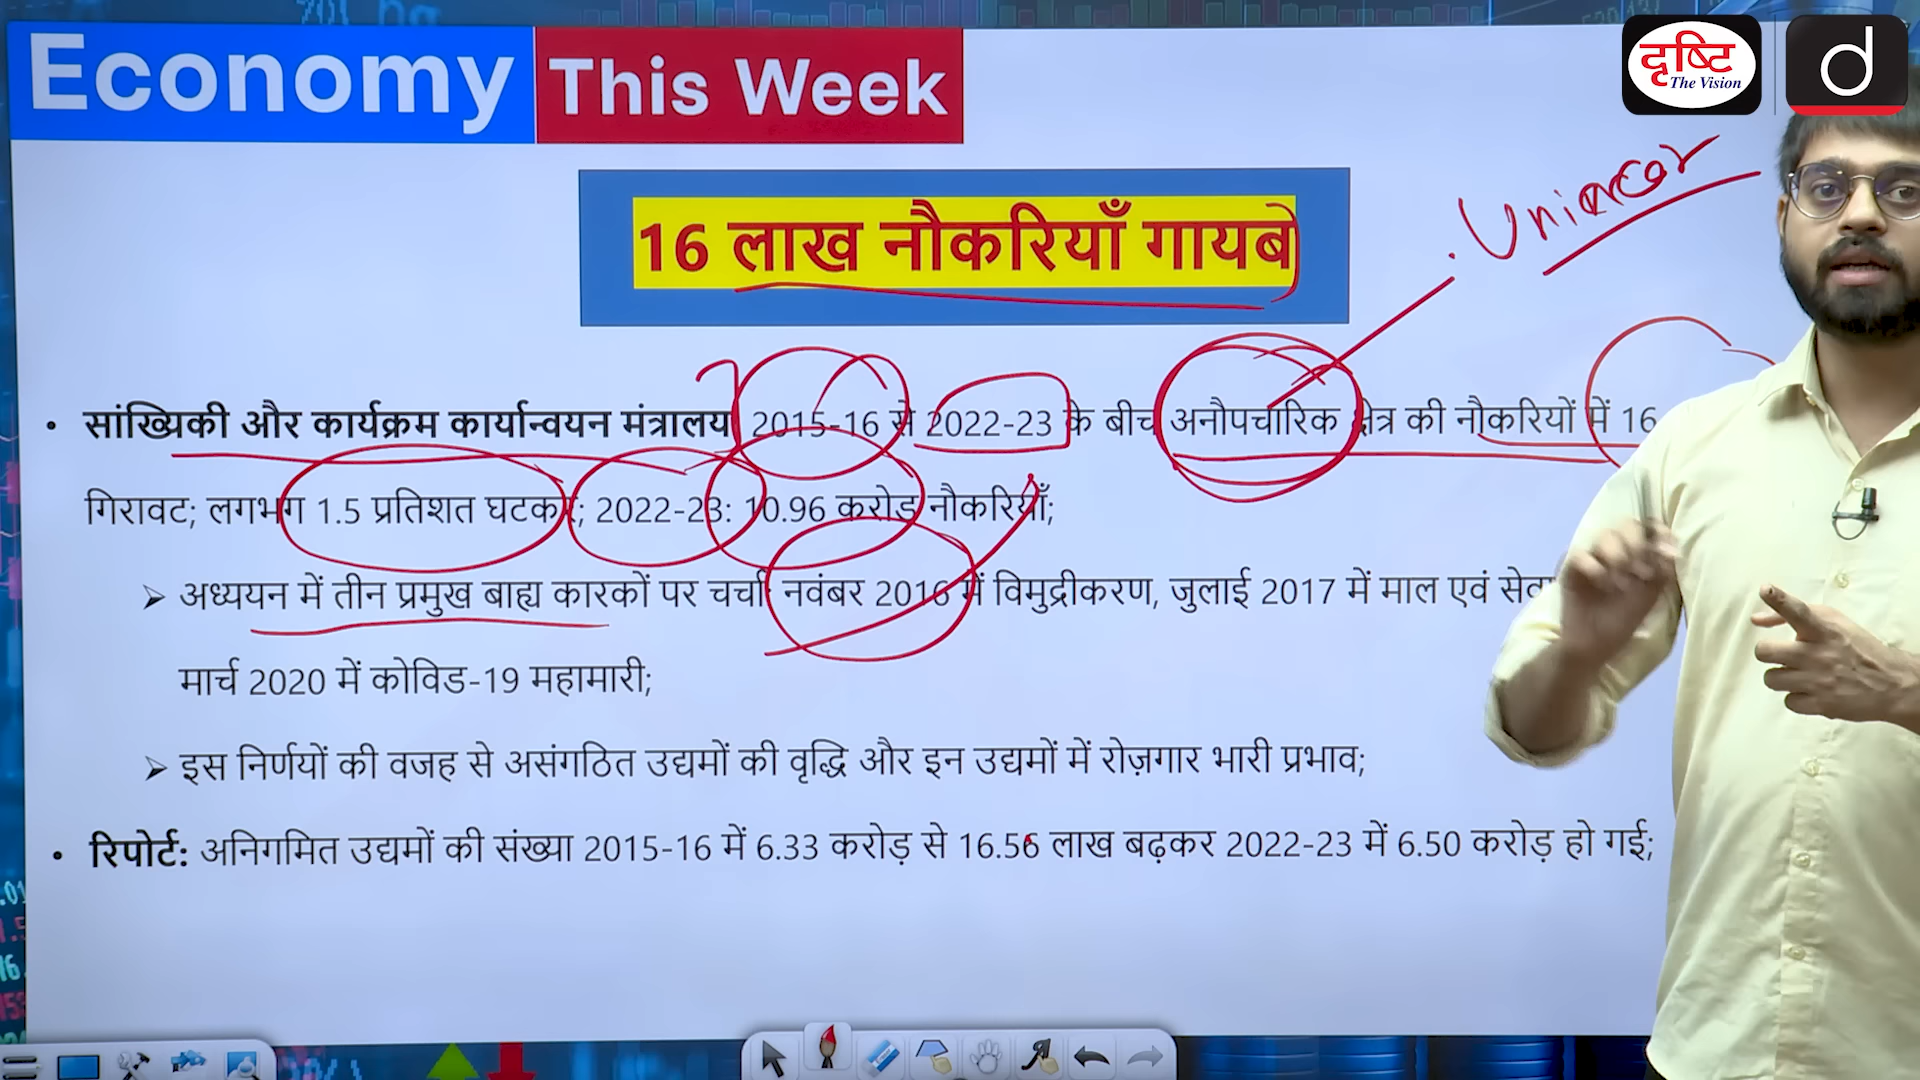 Economy This Week
दृष्टि
The Vision
d
16 लाख नौकरियाँ गायब
• सांख्यिकी और कार्यक्रम कार्यान्वयन मंत्रालय 2015-16 से 2022-23 के बीच अनौपचारिक क्षेत्र की नौकरियों में 16
गिरावट; लगभग 1.5 प्रतिशत घटकर; 2022-23: 10.96 करोड़ नौकरियाँ;
➢ अध्ययन में तीन प्रमुख बाह्य कारकों पर चर्चा नवंबर 2016 में विमुद्रीकरण, जुलाई 2017 में माल एवं सेवा
मार्च 2020 में कोविड-19 महामारी;
➢ इस निर्णयों की वजह से असंगठित उद्यमों की वृद्धि और इन उद्यमों में रोज़गार भारी प्रभाव;
• रिपोर्ट: अनिगमित उद्यमों की संख्या 2015-16 में 6.33 करोड़ से 16.56 लाख बढ़कर 2022-23 में 6.50 करोड़ हो गई;